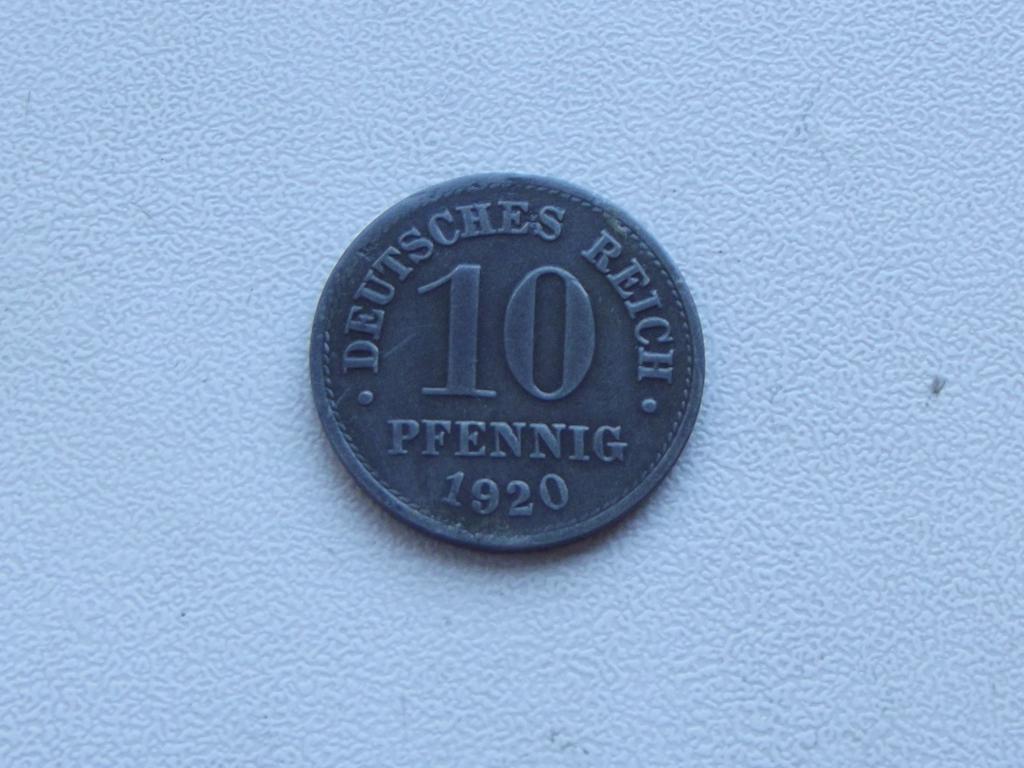 • DEUTSCHES REICH •
10
PFENNIG
1920